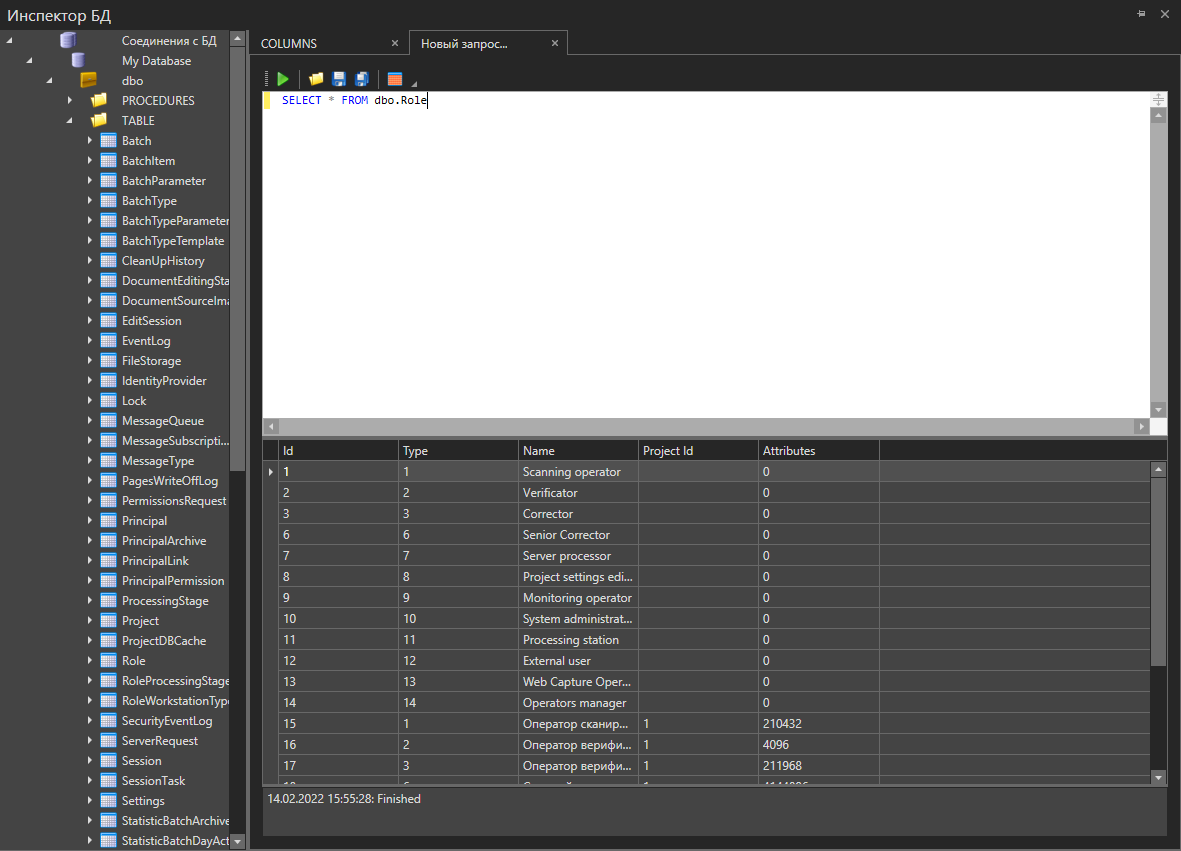 Инспектор БД
Соединения с БД
My Database
dbo
PROCEDURES
TABLE
Batch
BatchItem
BatchParameter
BatchType
BatchTypeParameter
BatchTypeTemplate
CleanUpHistory
DocumentEditingSta
DocumentSourceIma
EditSession
EventLog
FileStorage
IdentityProvider
Lock
MessageQueue
MessageSubscripti...
MessageType
PagesWriteOffLog
PermissionsRequest
Principal
PrincipalArchive
PrincipalLink
PrincipalPermission
ProcessingStage
Project
ProjectDBCache
Role
RoleProcessingStage
RoleWorkstationType
SecurityEventLog
ServerRequest
Session
SessionTask
Settings
StatisticBatchArchive
StatisticBatchDayAct
COLUMNS
Новый запрос...
SELECT * FROM dbo.Role
Id Type Name Project Id Attributes
1 1 Scanning operator 0
2 2 Verificator 0
3 3 Corrector 0
6 6 Senior Corrector 0
7 7 Server processor 0
8 8 Project settings edi... 0
9 9 Monitoring operator 0
10 10 System administrat... 0
11 11 Processing station 0
12 12 External user 0
13 13 Web Capture Oper... 0
14 14 Operators manager 0
15 1 Оператор сканир... 1 210432
16 2 Оператор верифи... 1 4096
17 3 Оператор верифи... 1 211968
14.02.2022 15:55:28: Finished